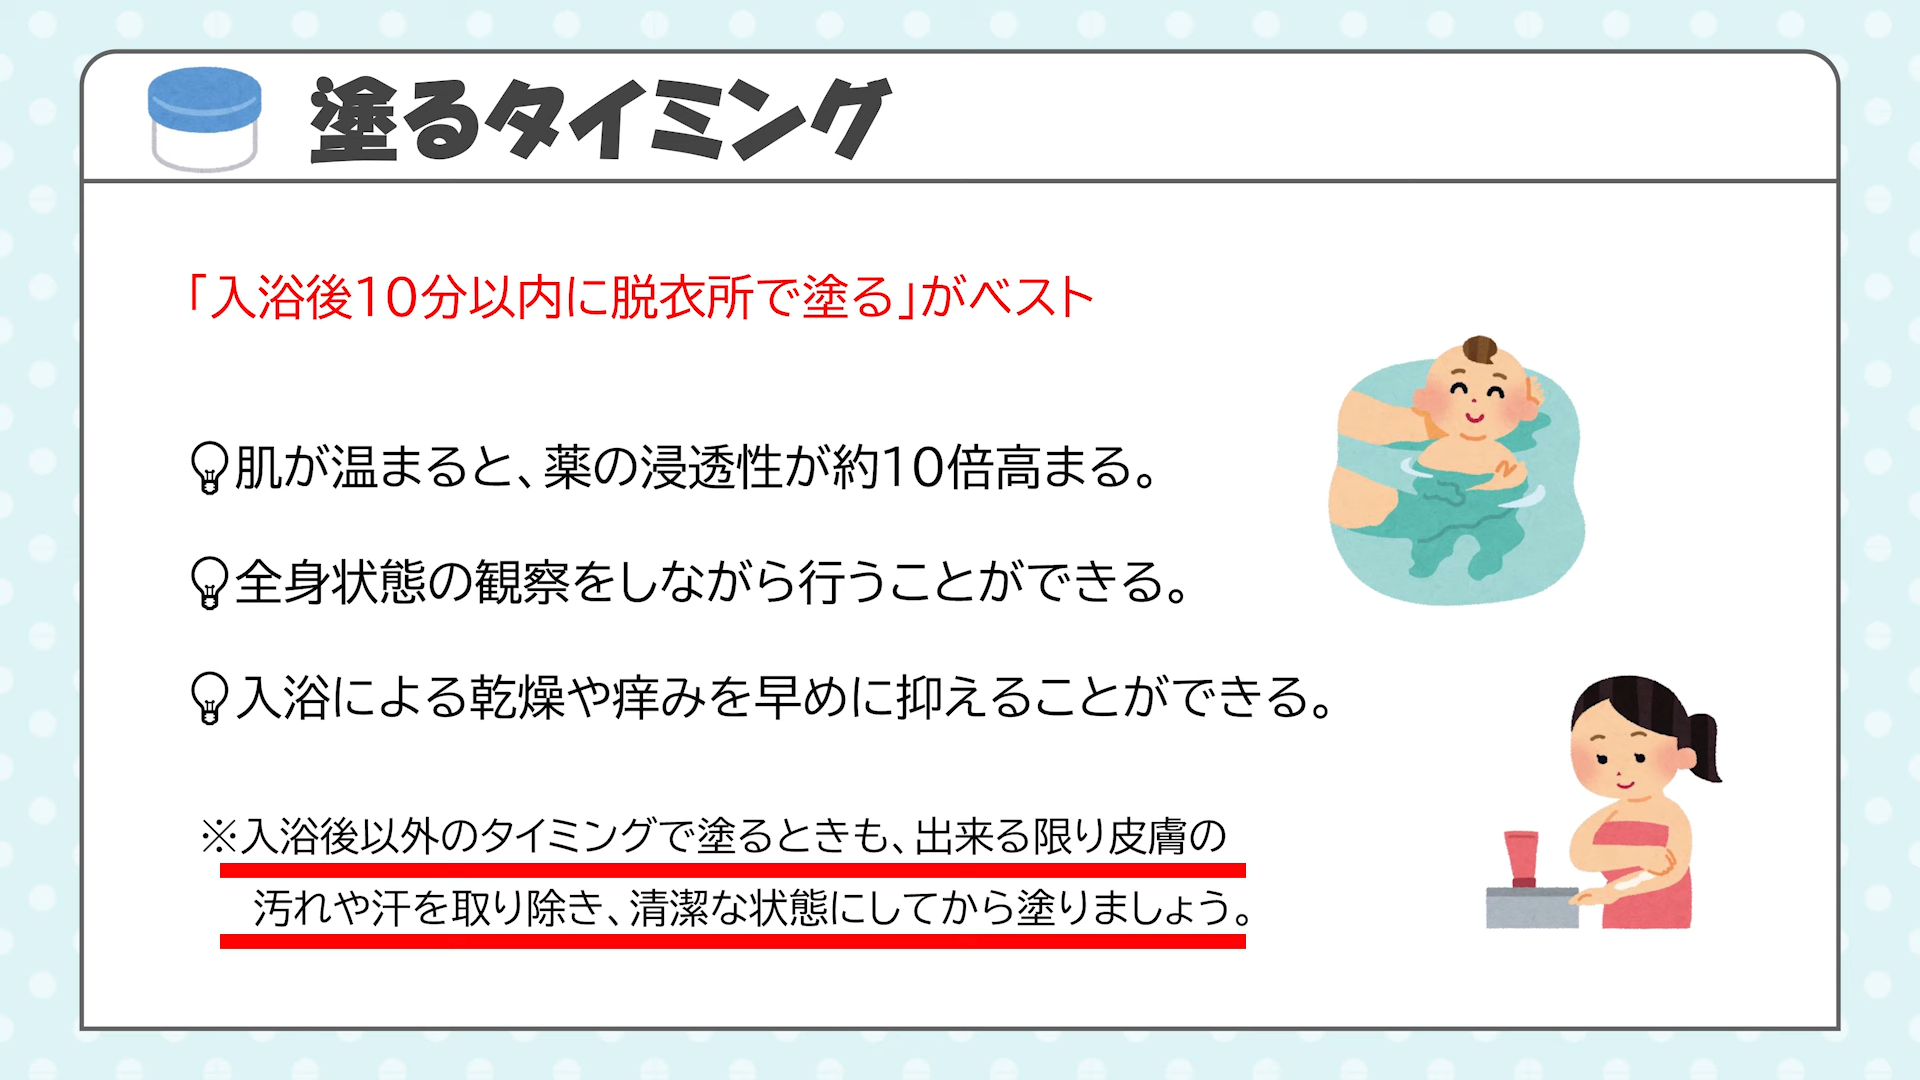 塗るタイミング
「入浴後10分以内に脱衣所で塗る」がベスト
肌が温まると、薬の浸透性が約10倍高まる。
全身状態の観察をしながら行うことができる。
入浴による乾燥や痒みを早めに抑えることができる。
※入浴後以外のタイミングで塗るときも、出来る限り皮膚の
汚れや汗を取り除き、清潔な状態にしてから塗りましょう。